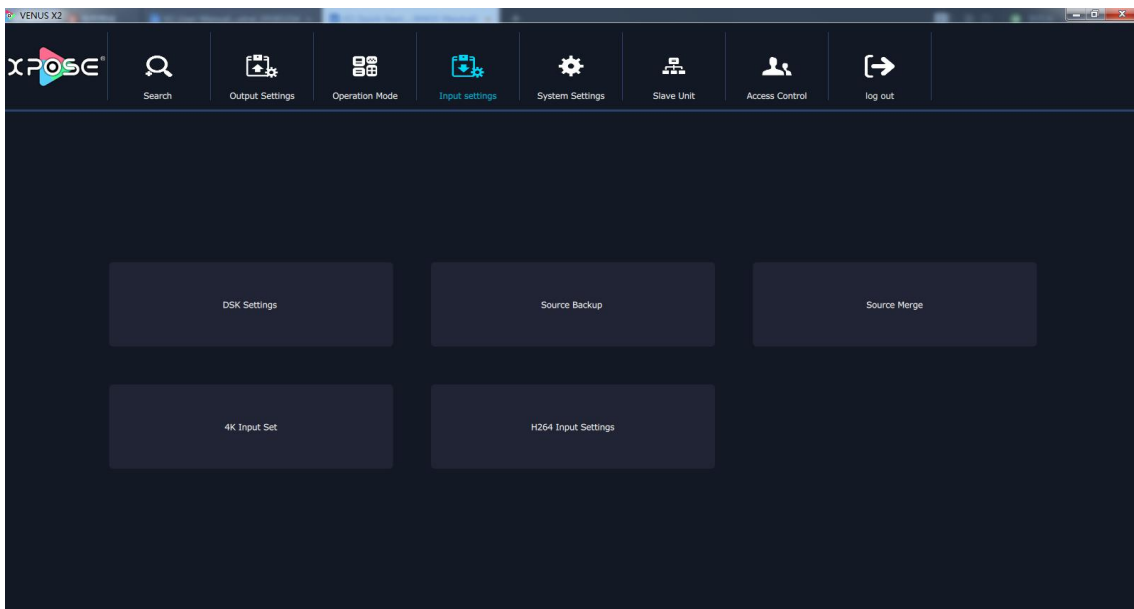 VENUS X2
XPOSE®
Search
Output Settings
Operation Mode
Input settings
System Settings
Slave Unit
Access Control
log out
DSK Settings
Source Backup
Source Merge
4K Input Set
H264 Input Settings